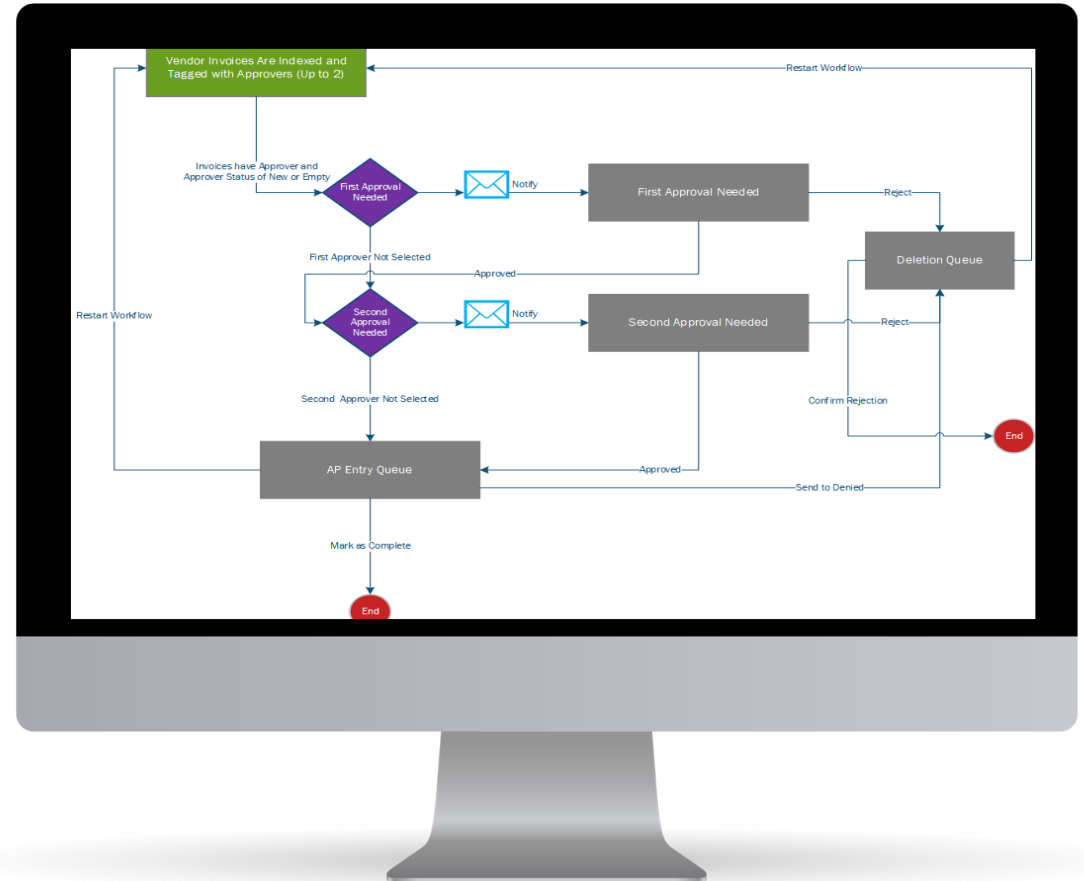 Vendor Invoices Are Indexed and
Tagged with Approvers (Up to 2)
Restart Workflow
Invoices have Approver and
Approver Status of New or Empty
First Approval
Needed
Notify
First Approval Needed
Reject
First Approver Not Selected
Approved
Deletion Queue
Restart Workflow
Second
Approval
Needed
Notify
Second Approval Needed
Reject
Second Approver Not Selected
Confirm Rejection
End
AP Entry Queue
Approved
Send to Denied
Mark as Complete
End